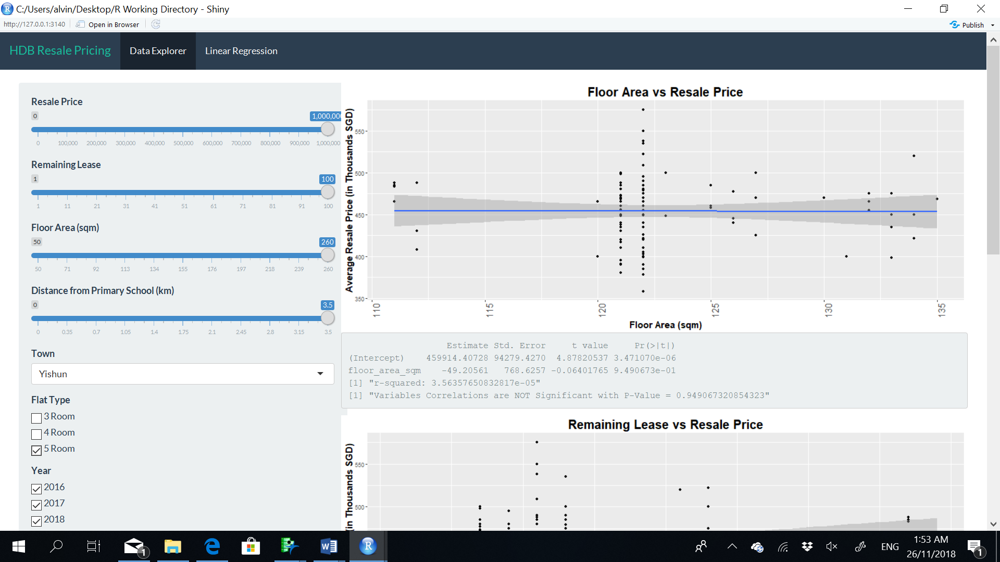 C:/Users/alvin/Desktop/R Working Directory - Shiny
http://127.0.0.1:3140 Open in Browser Publish
HDB Resale Pricing Data Explorer Linear Regression
Resale Price
0 1,000,00
0 100,000 200,000 300,000 400,000 500,000 600,000 700,000 800,000 900,000 1,000,000
Remaining Lease
1 100
1 11 21 31 41 51 61 71 81 91 100
Floor Area (sqm)
50 260
50 71 92 113 134 155 176 197 218 239 260
Distance from Primary School (km)
0 3.5
0 0.35 0.7 1.05 1.4 1.75 2.1 2.45 2.8 3.15 3.5
Town
Yishun
Flat Type
3 Room
4 Room
5 Room
Year
2016
2017
2018
Floor Area vs Resale Price
Average Resale Price (in Thousands SGD)
550
500
450
400
350
110 115 120 125 130 135
Floor Area (sqm)
Estimate Std. Error t value Pr(>|t|)
(Intercept) 459914.40728 94279.4270 4.87820537 3.471070e-06
floor_area_sqm -49.20561 768.6257 -0.06401765 9.490673e-01
[1] "r-squared: 3.56357650832817e-05"
[1] "Variables Correlations are NOT Significant with P-Value = 0.949067320854323"
Remaining Lease vs Resale Price
(in Thousands SGD)
550
500
1
ENG
1:53 AM
26/11/2018
1